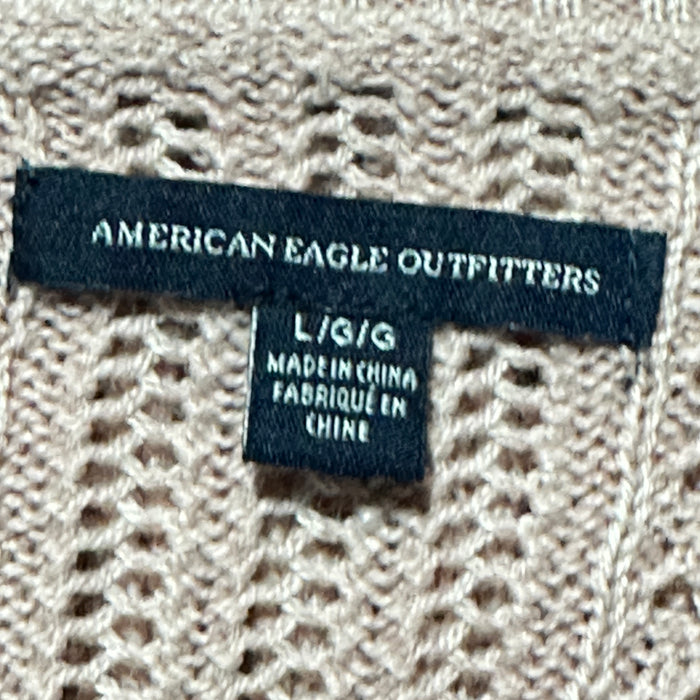 AMERICAN EAGLE OUTFITTERS
L/G/G
MADE IN CHINA
FABRIQUÉ EN
CHINE